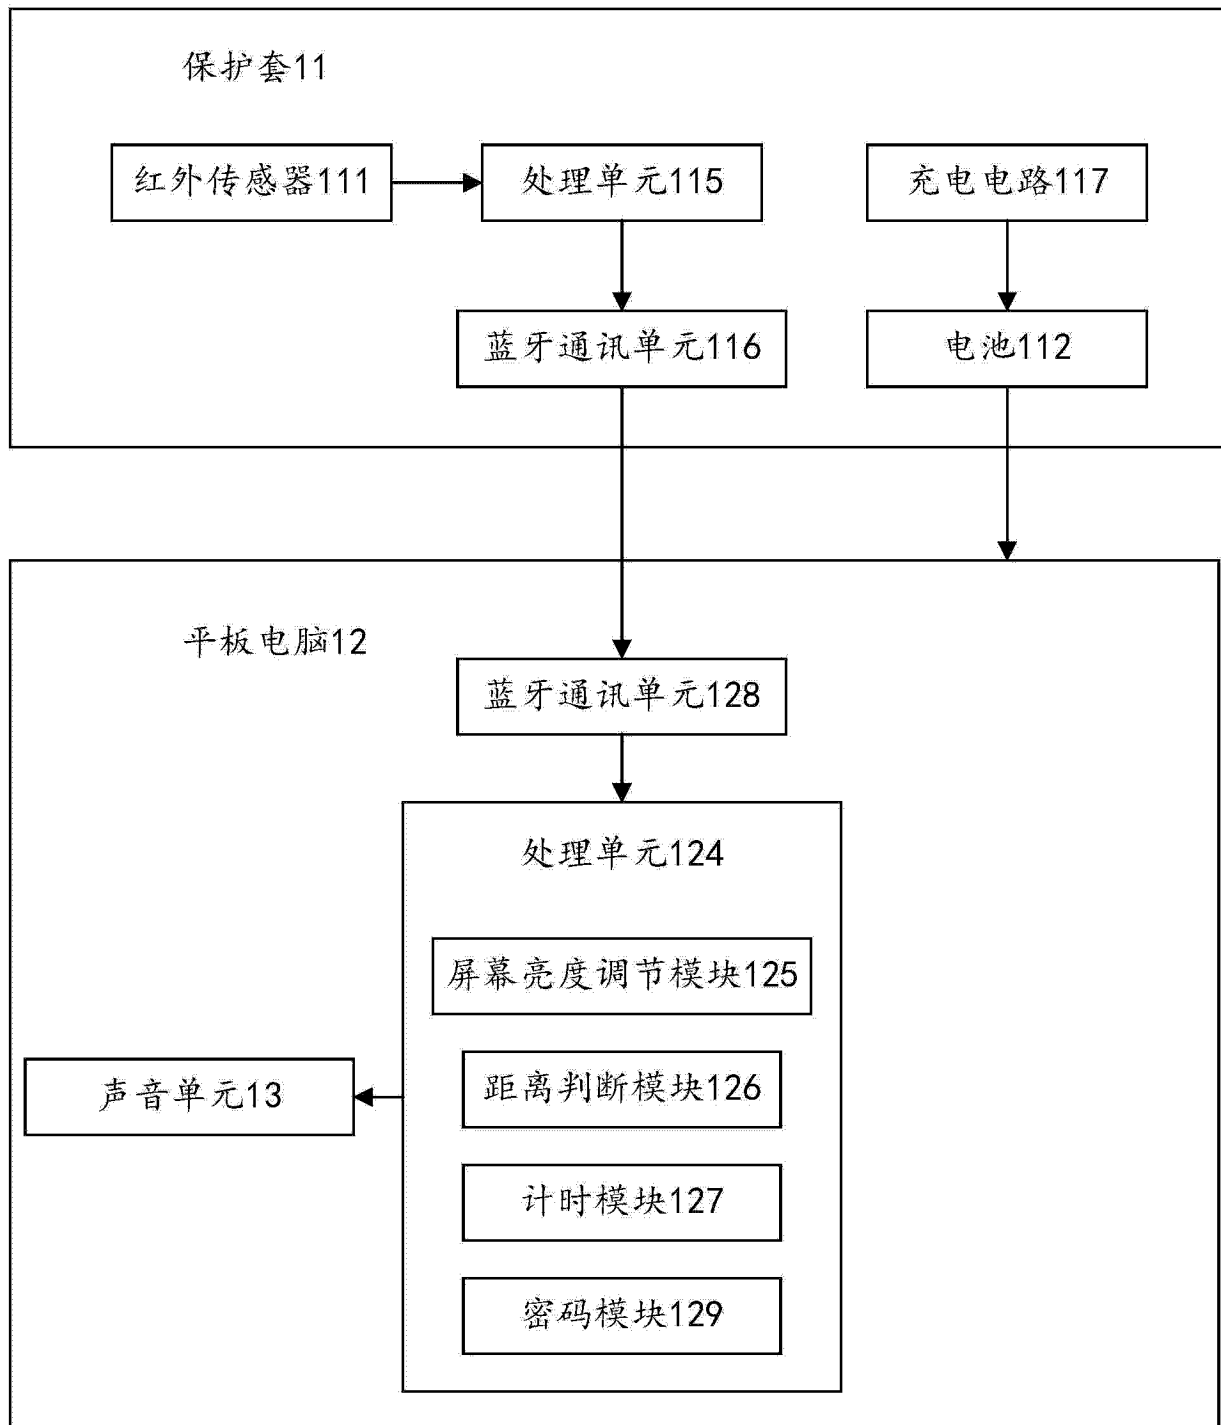 保护套11
红外传感器111
处理单元115
充电电路117
蓝牙通讯单元116
电池112
平板电脑12
蓝牙通讯单元128
处理单元124
屏幕亮度调节模块125
距离判断模块126
声音单元13
计时模块127
密码模块129